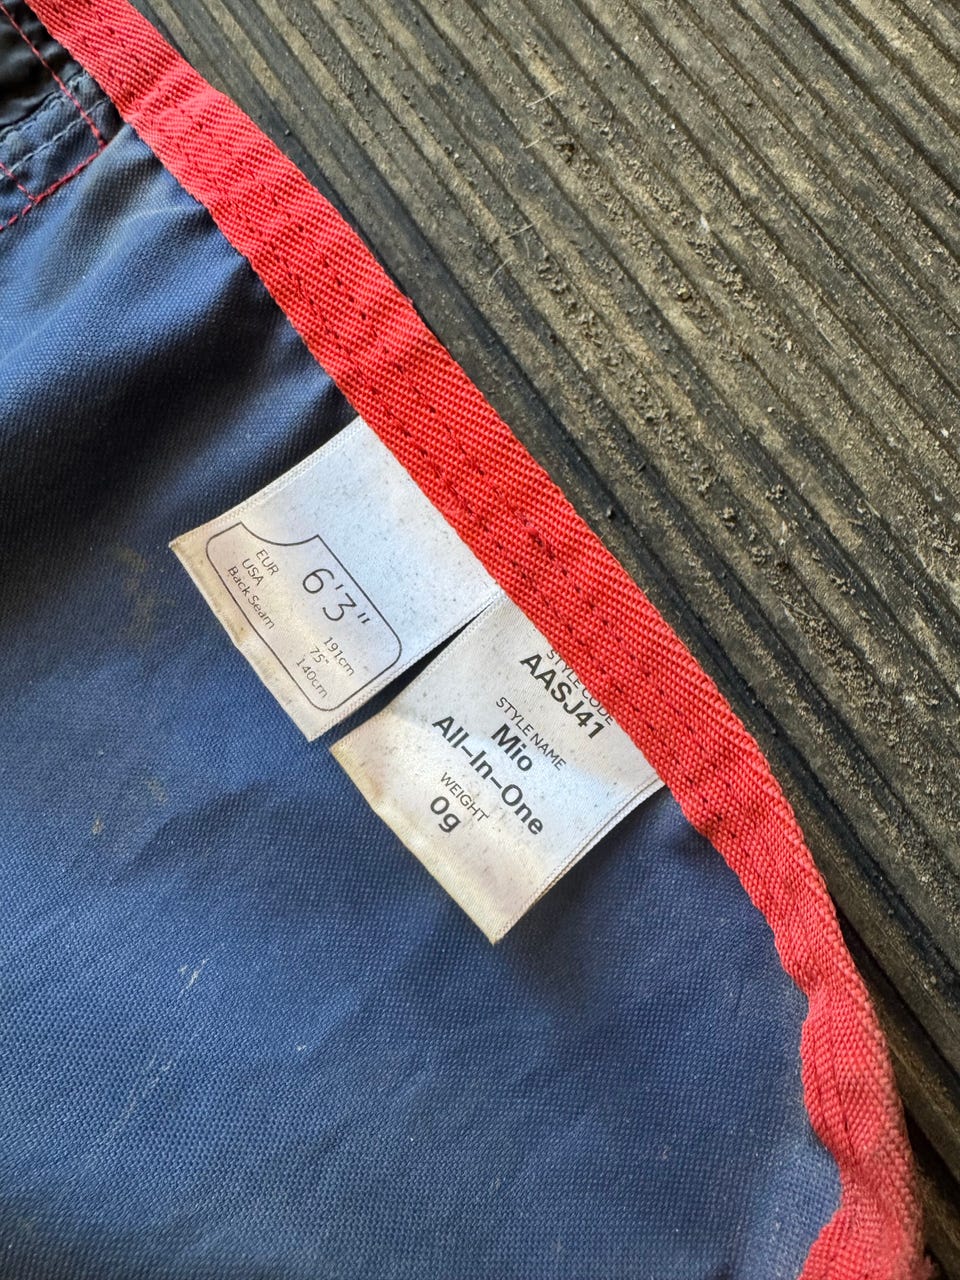 6'3"
EUR 191cm
USA 75"
Back Seam 140cm
STYLE CODE
AASJ41
STYLE NAME
Mio
All-In-One
WEIGHT
0g